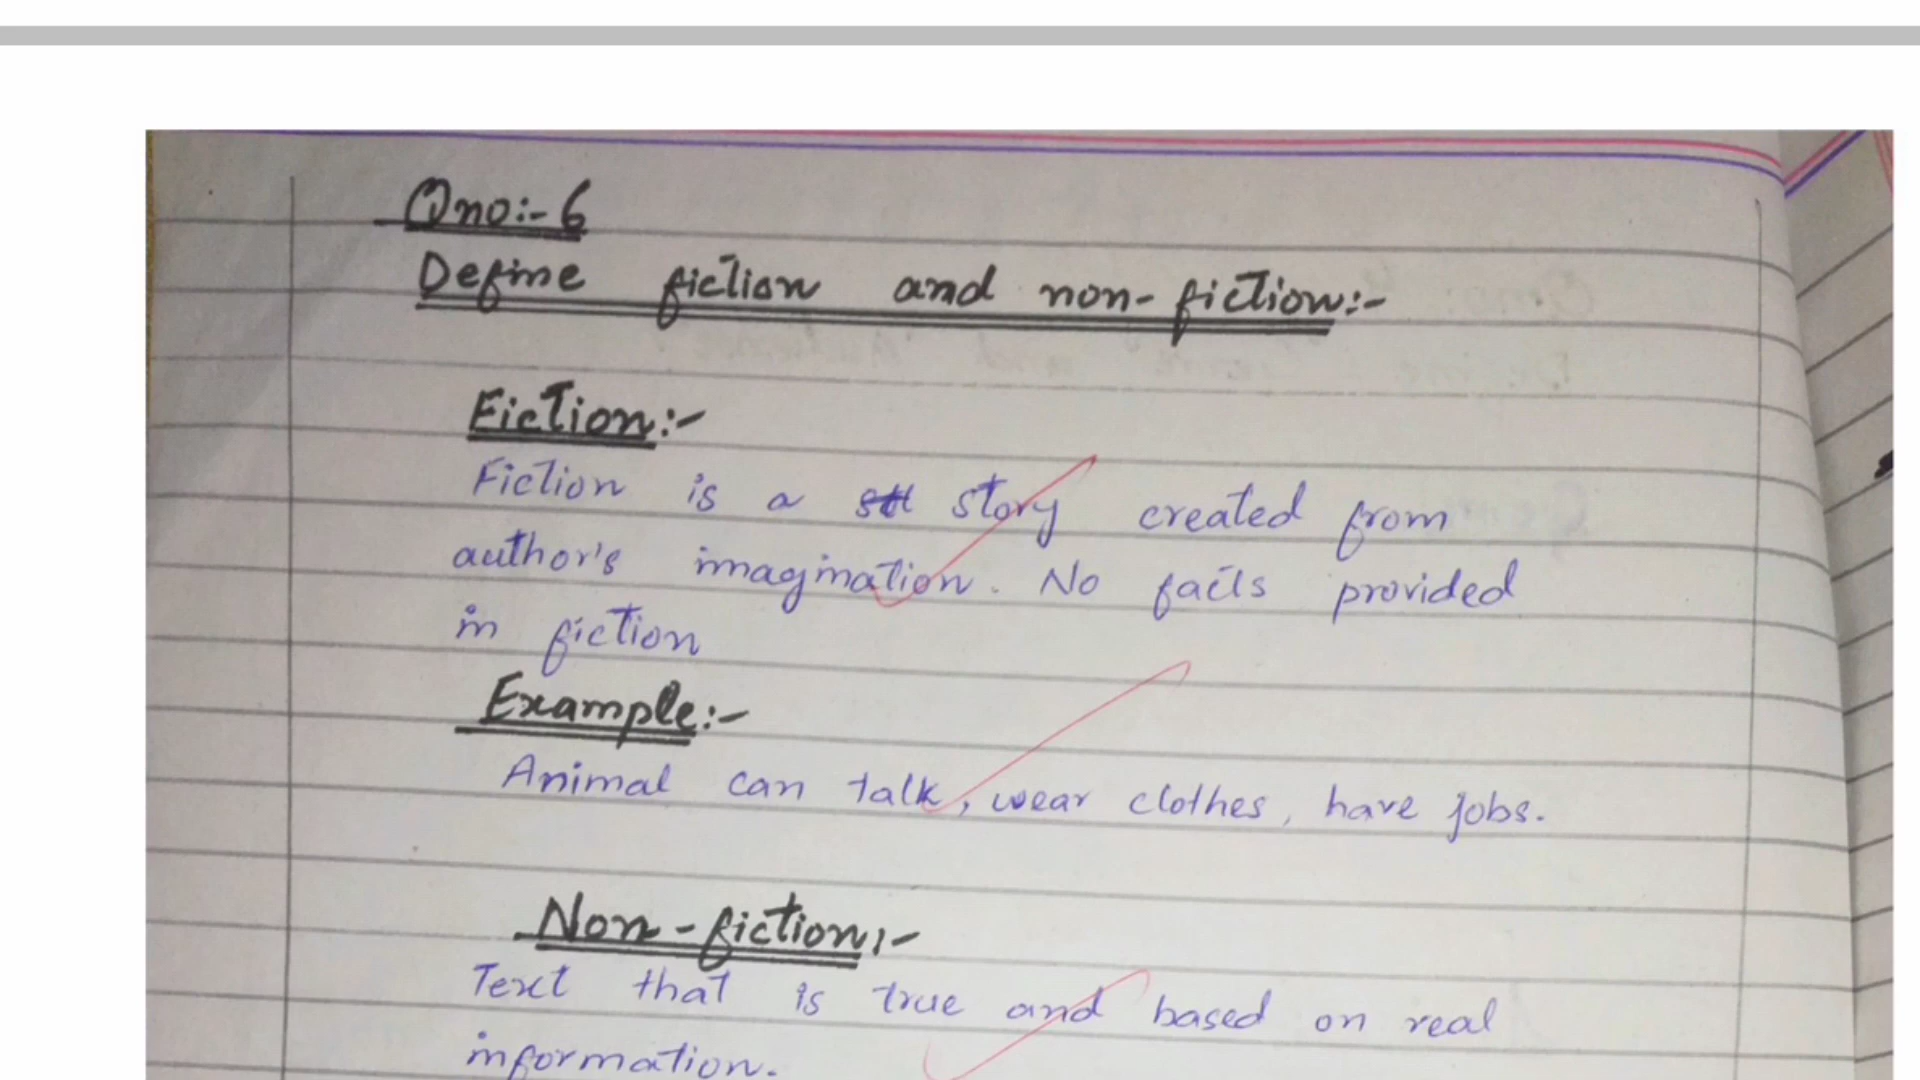 Qno:- 6
Define fiction and non-fiction:-
Fiction:-
Fiction is a story created from
author's imagination. No facts provided
in fiction
Example:-
Animal can talk, wear clothes, have jobs.
Non-fiction:-
Text that is true and based on real
information.